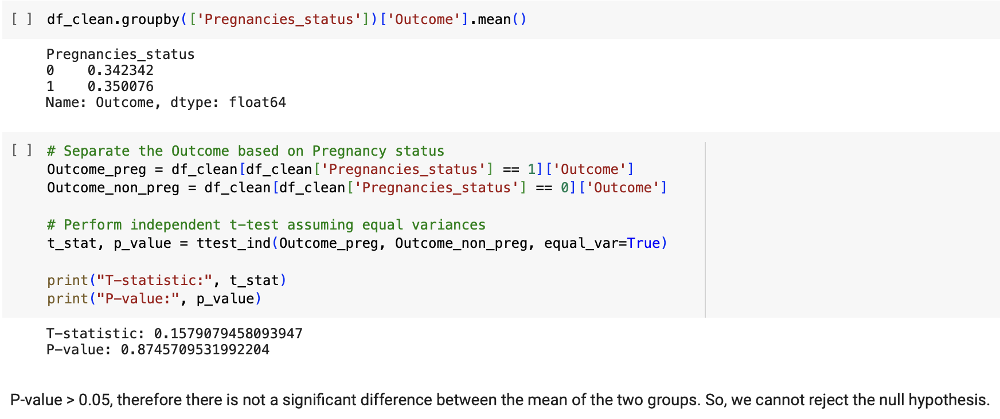 [ ] df_clean.groupby(['Pregnancies_status'])['Outcome'].mean()
Pregnancies_status
0    0.342342
1    0.350076
Name: Outcome, dtype: float64
[ ] # Separate the Outcome based on Pregnancy status
Outcome_preg = df_clean[df_clean['Pregnancies_status'] == 1]['Outcome']
Outcome_non_preg = df_clean[df_clean['Pregnancies_status'] == 0]['Outcome']
# Perform independent t-test assuming equal variances
t_stat, p_value = ttest_ind(Outcome_preg, Outcome_non_preg, equal_var=True)
print("T-statistic:", t_stat)
print("P-value:", p_value)
T-statistic: 0.1579079458093947
P-value: 0.8745709531992204
P-value > 0.05, therefore there is not a significant difference between the mean of the two groups. So, we cannot reject the null hypothesis.